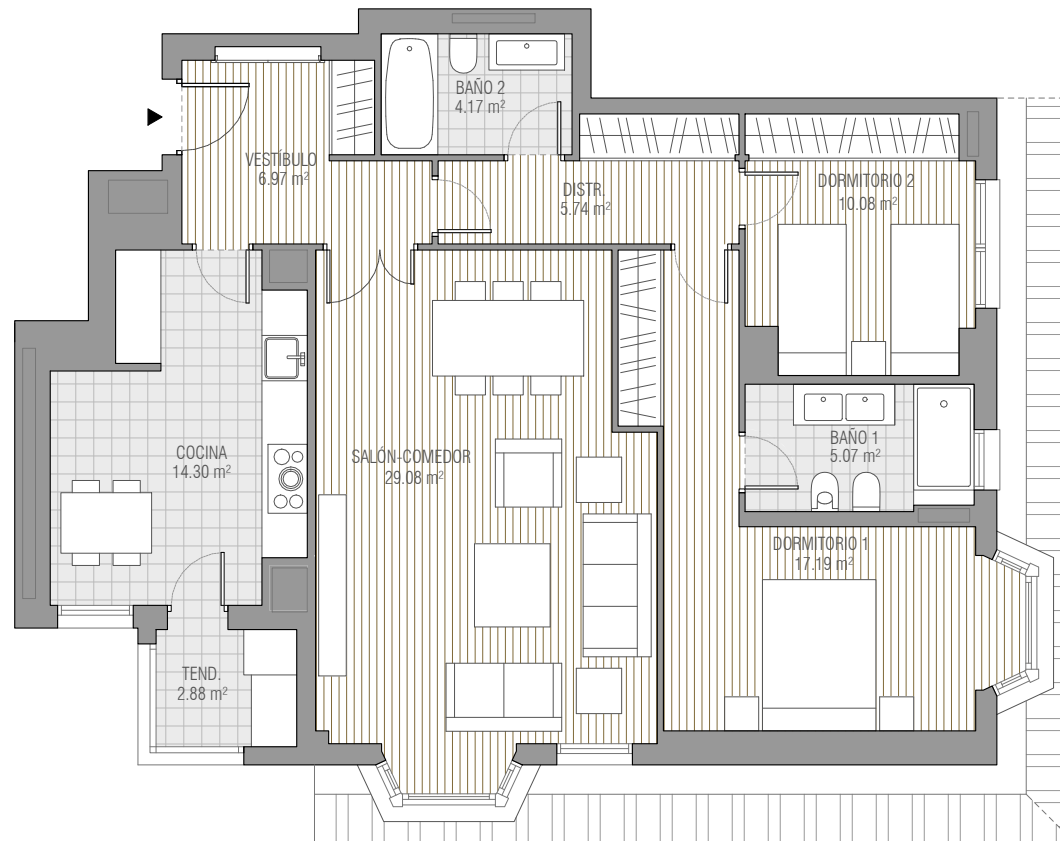 BAÑO 2
4.17 m²
VESTÍBULO
6.97 m²
DISTR.
5.74 m²
DORMITORIO 2
10.08 m²
COCINA
14.30 m²
SALÓN-COMEDOR
29.08 m²
BAÑO 1
5.07 m²
DORMITORIO 1
17.19 m²
TEND.
2.88 m²